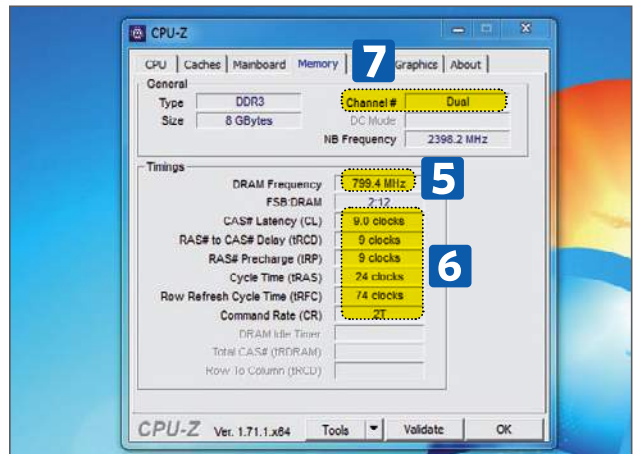 CPU-Z
CPU Caches Mainboard Memory Graphics About
7
General
Type DDR3 Channel # Dual
Size 8 GBytes DC Mode
NB Frequency 2398.2 MHz
Timings
DRAM Frequency 799.4 MHz
5
FSB:DRAM 2:12
CAS# Latency (CL) 9.0 clocks
RAS# to CAS# Delay (tRCD) 9 clocks
RAS# Precharge (tRP) 9 clocks
6
Cycle Time (tRAS) 24 clocks
Row Refresh Cycle Time (tRFC) 74 clocks
Command Rate (CR) 2T
DRAM Idle Timer
Total CAS# (tRDRAM)
Row To Column (tRCD)
CPU-Z Ver. 1.71.1.x64 Tools Validate OK